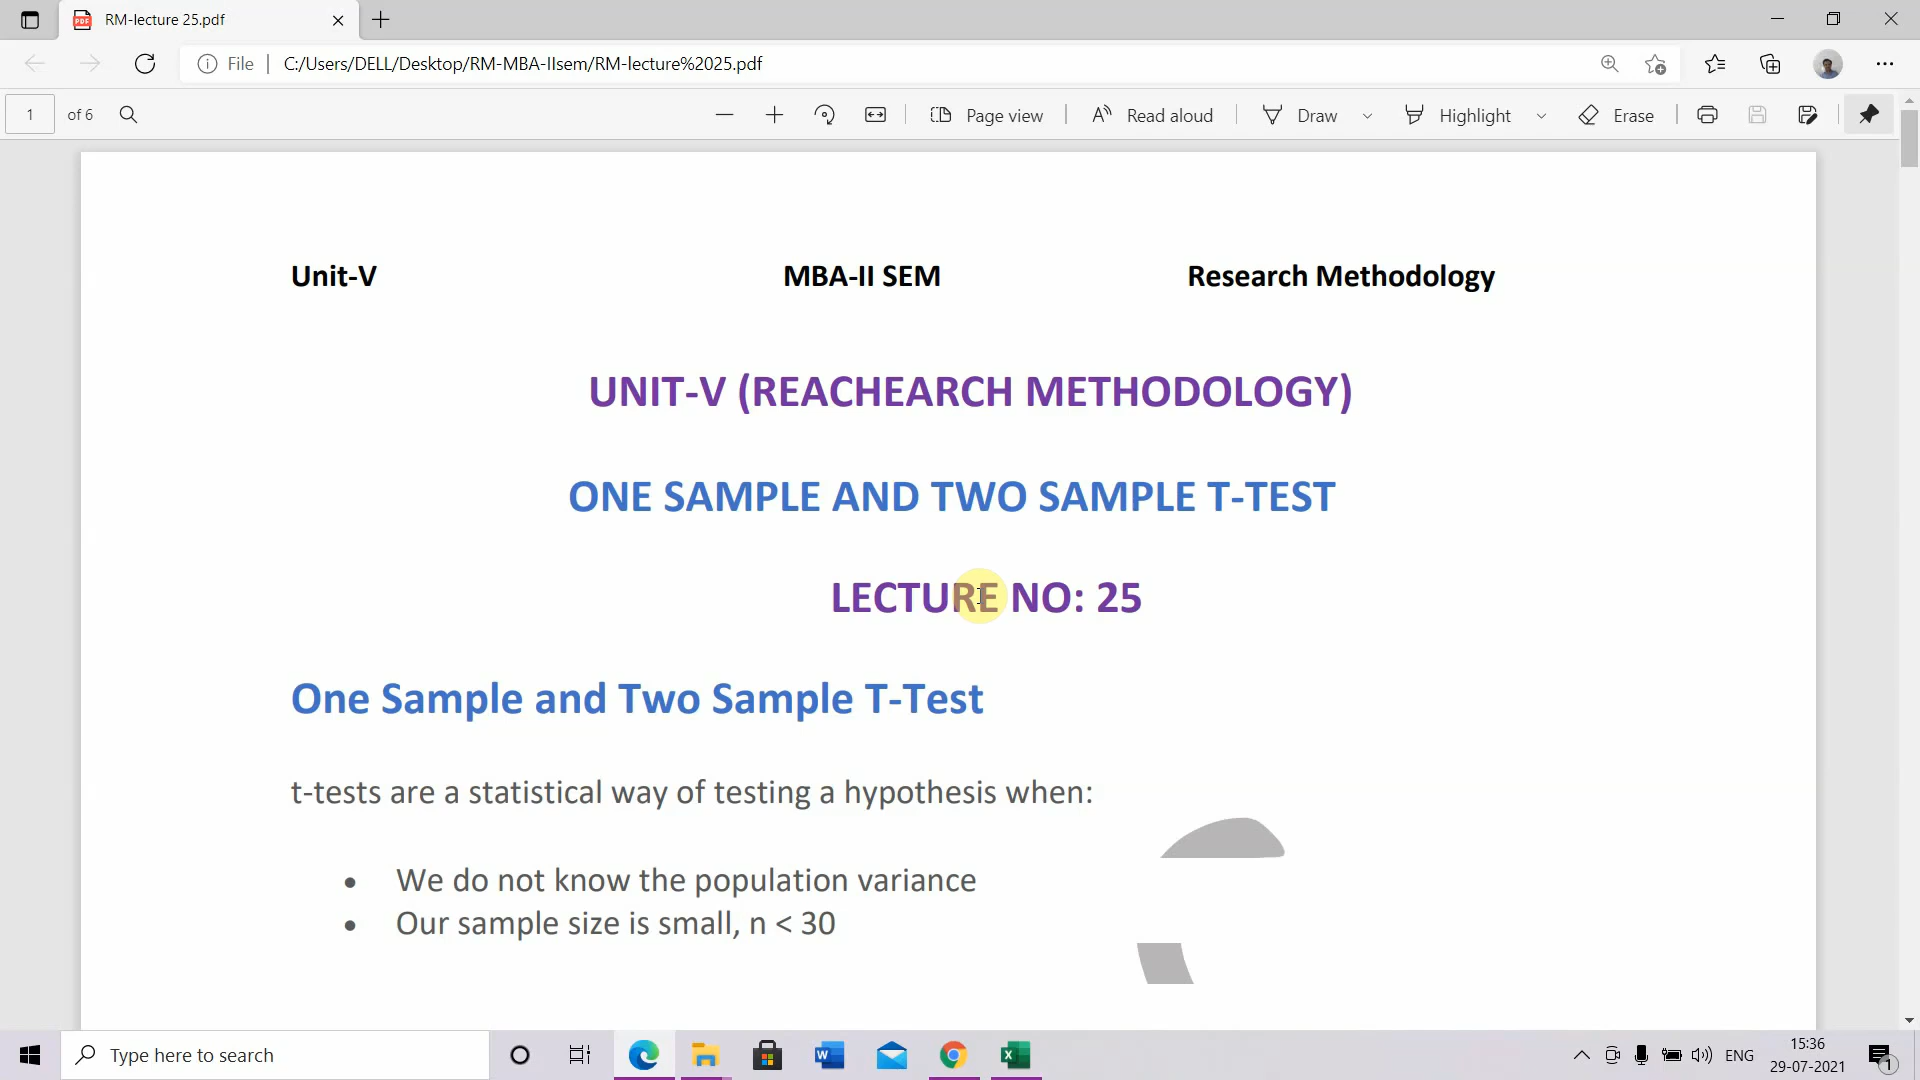 RM-lecture 25.pdf
File C:/Users/DELL/Desktop/RM-MBA-IIsem/RM-lecture%2025.pdf
1 of 6 Page view Read aloud Draw Highlight Erase
Unit-V MBA-II SEM Research Methodology
UNIT-V (REACHEARCH METHODOLOGY)
ONE SAMPLE AND TWO SAMPLE T-TEST
LECTURE NO: 25
One Sample and Two Sample T-Test
t-tests are a statistical way of testing a hypothesis when:
• We do not know the population variance
• Our sample size is small, n < 30
Type here to search
ENG
15:36
29-07-2021
1